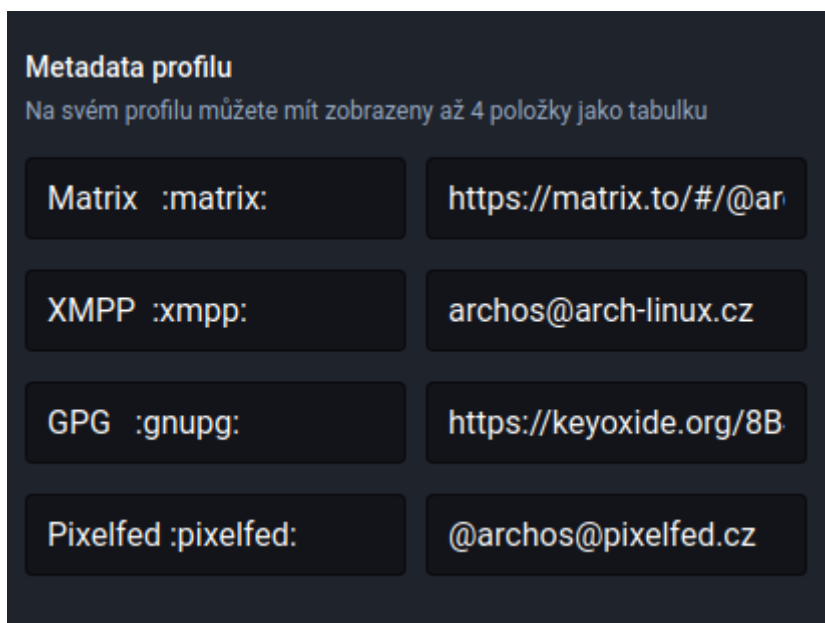 Metadata profilu
Na svém profilu můžete mít zobrazeny až 4 položky jako tabulku
Matrix :matrix: https://matrix.to/#/@ar
XMPP :xmpp: archos@arch-linux.cz
GPG :gnupg: https://keyoxide.org/8B
Pixelfed :pixelfed: @archos@pixelfed.cz